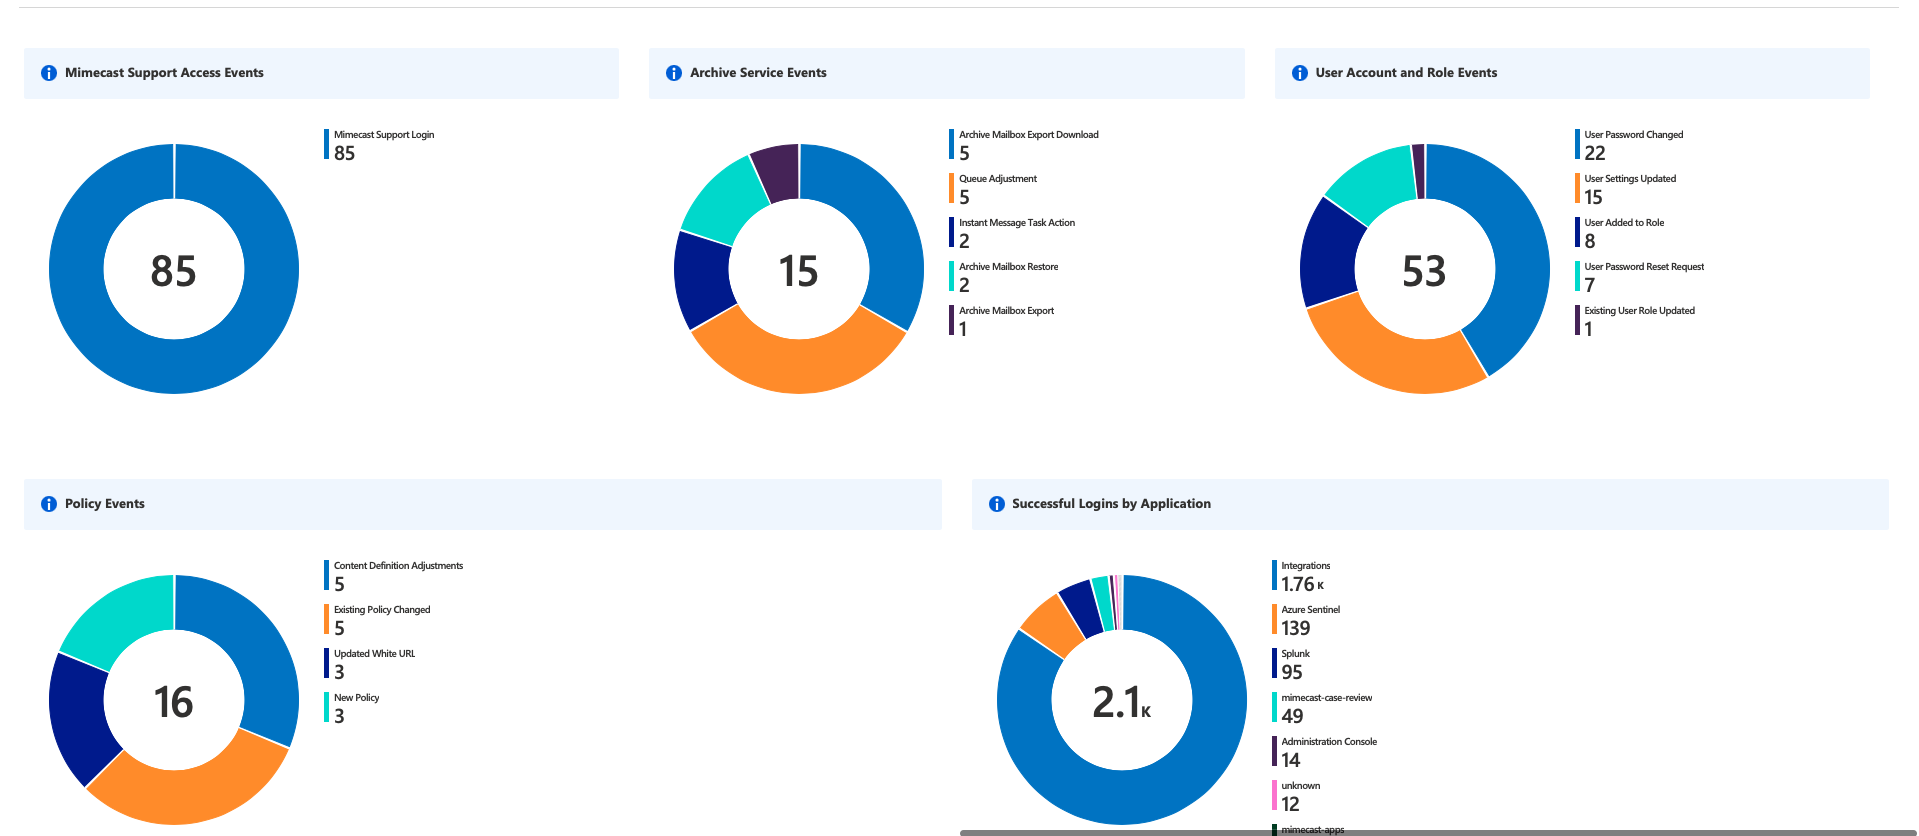 Mimecast Support Access Events
85
Mimecast Support Login
85
Archive Service Events
15
Archive Mailbox Export Download
5
Queue Adjustment
5
Instant Message Task Action
2
Archive Mailbox Restore
2
Archive Mailbox Export
1
User Account and Role Events
53
User Password Changed
22
User Settings Updated
15
User Added to Role
8
User Password Reset Request
7
Existing User Role Updated
1
Policy Events
16
Content Definition Adjustments
5
Existing Policy Changed
5
Updated White URL
3
New Policy
3
Successful Logins by Application
2.1 K
Integrations
1.76 K
Azure Sentinel
139
Splunk
95
mimecast-case-review
49
Administration Console
14
unknown
12
mimecast-apps